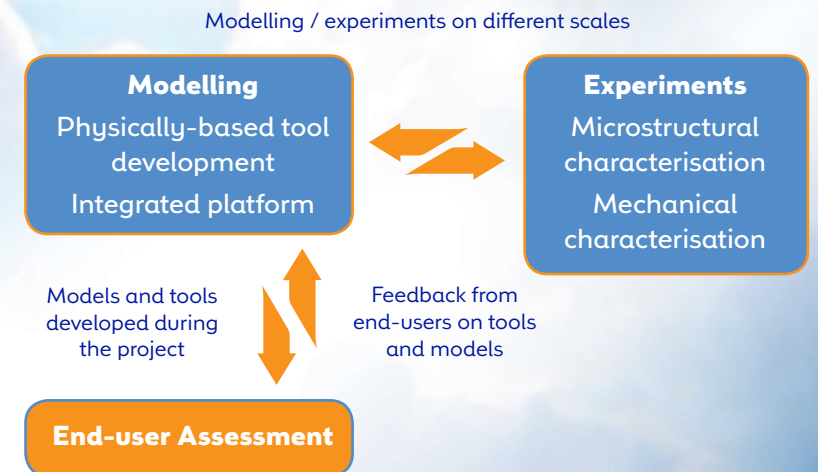 Modelling / experiments on different scales
Modelling
Physically-based tool
development
Integrated platform
Experiments
Microstructural
characterisation
Mechanical
characterisation
Models and tools
developed during
the project
Feedback from
end-users on tools
and models
End-user Assessment